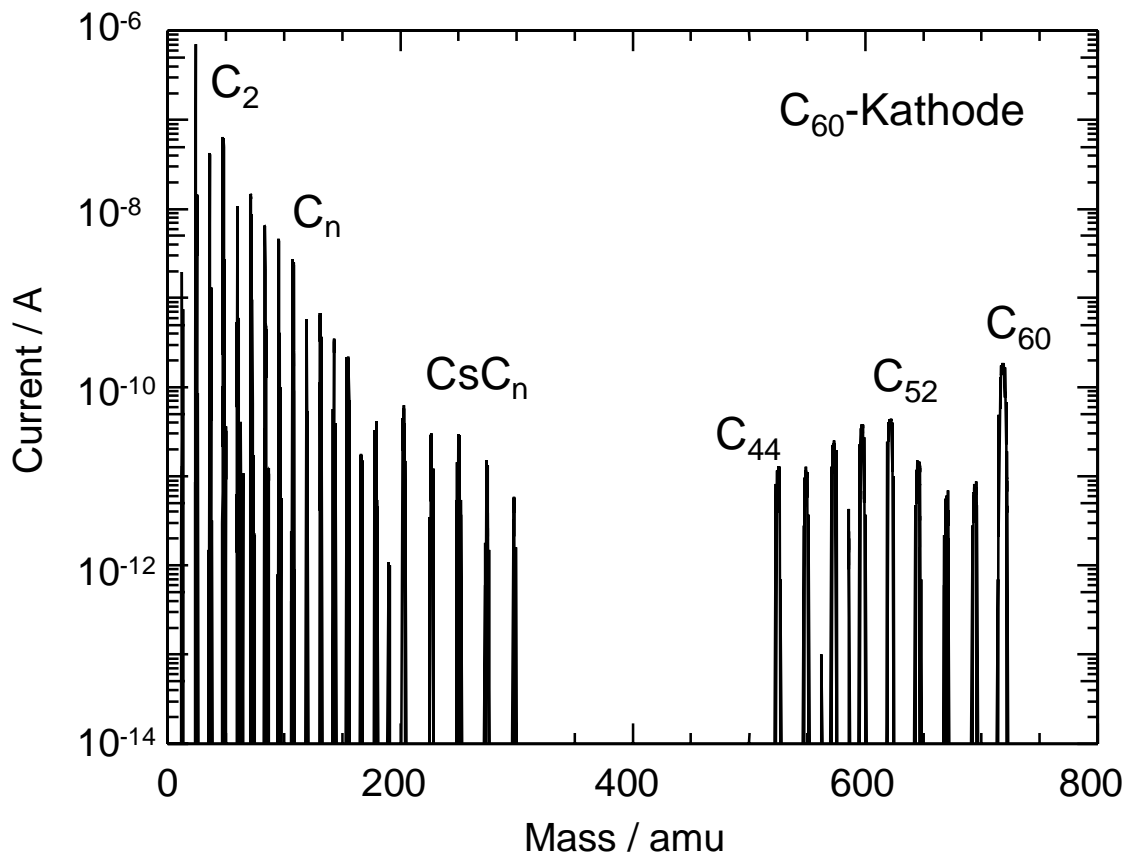 10⁻⁶
C₂
C₆₀-Kathode
10⁻⁸
Cₙ
C₆₀
CsCₙ
C₅₂
10⁻¹⁰
C₄₄
10⁻¹²
10⁻¹⁴
0 200 400 600 800
Mass / amu
Current / A